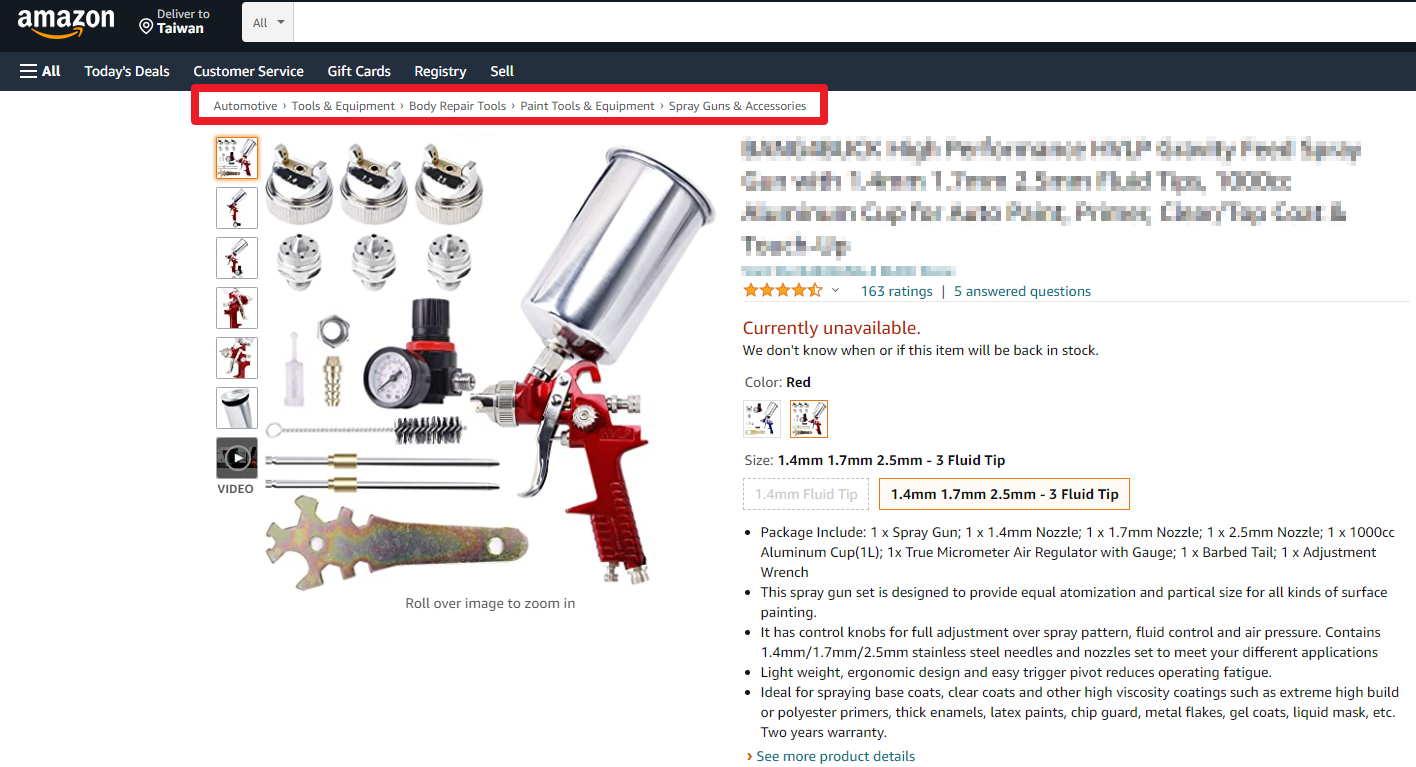 amazon
Deliver to
Taiwan
All
All
Today's Deals
Customer Service
Gift Cards
Registry
Sell
Automotive › Tools & Equipment › Body Repair Tools › Paint Tools & Equipment › Spray Guns & Accessories
163 ratings | 5 answered questions
Currently unavailable.
We don't know when or if this item will be back in stock.
Color: Red
Size: 1.4mm 1.7mm 2.5mm - 3 Fluid Tip
1.4mm Fluid Tip
1.4mm 1.7mm 2.5mm - 3 Fluid Tip
VIDEO
Roll over image to zoom in
• Package Include: 1 x Spray Gun; 1 x 1.4mm Nozzle; 1 x 1.7mm Nozzle; 1 x 2.5mm Nozzle; 1 x 1000cc
Aluminum Cup(1L); 1x True Micrometer Air Regulator with Gauge; 1 x Barbed Tail; 1 x Adjustment
Wrench
• This spray gun set is designed to provide equal atomization and partical size for all kinds of surface
painting.
• It has control knobs for full adjustment over spray pattern, fluid control and air pressure. Contains
1.4mm/1.7mm/2.5mm stainless steel needles and nozzles set to meet your different applications
• Light weight, ergonomic design and easy trigger pivot reduces operating fatigue.
• Ideal for spraying base coats, clear coats and other high viscosity coatings such as extreme high build
or polyester primers, thick enamels, latex paints, chip guard, metal flakes, gel coats, liquid mask, etc.
Two years warranty.
› See more product details